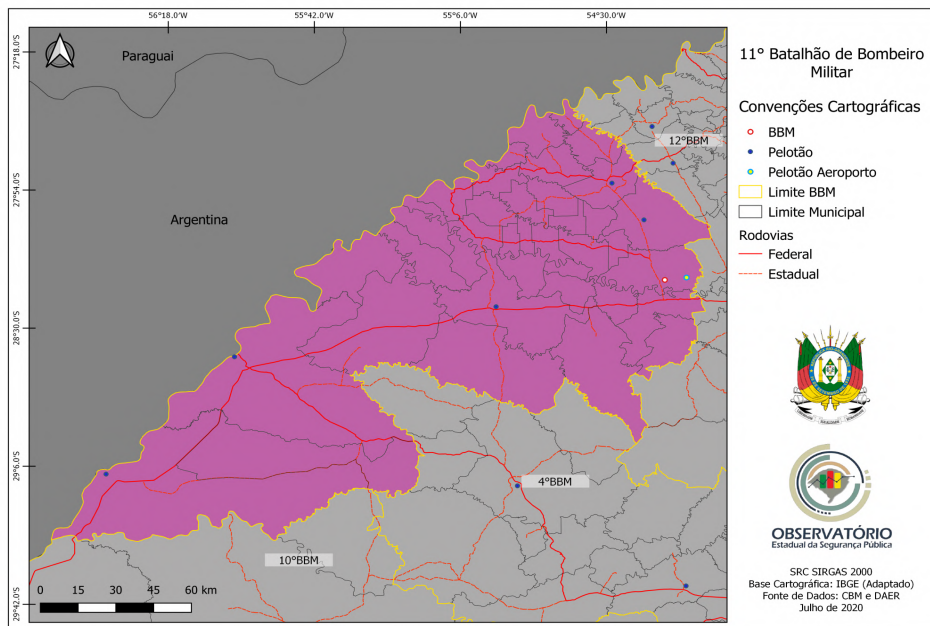 56°18.0'W 55°42.0'W 55°6.0'W 54°30.0'W
27°18.0'S
27°54.0'S
28°30.0'S
29°6.0'S
29°42.0'S
Paraguai
Argentina
12°BBM
4°BBM
10°BBM
0 15 30 45 60 km
11° Batalhão de Bombeiro
Militar
Convenções Cartográficas
BBM
Pelotão
Pelotão Aeroporto
Limite BBM
Limite Municipal
Rodovias
Federal
Estadual
OBSERVATÓRIO
Estadual da Segurança Pública
SRC SIRGAS 2000
Base Cartográfica: IBGE (Adaptado)
Fonte de Dados: CBM e DAER
Julho de 2020